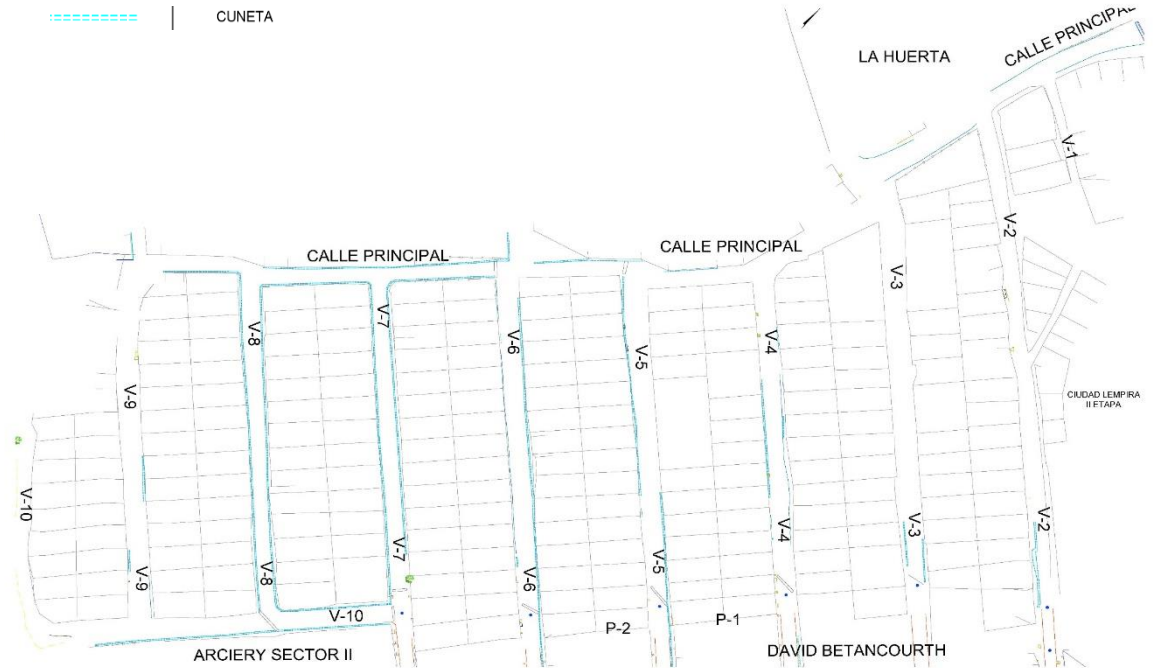 CUNETA
LA HUERTA
CALLE PRINCIPAL
V-1
V-2
CALLE PRINCIPAL
CALLE PRINCIPAL
V-3
V-8
V-7
V-6
V-5
V-4
V-9
CIUDAD LEMPIRA
II ETAPA
V-10
V-9
V-8
V-7
V-6
V-5
V-4
V-3
V-2
V-10
P-2
P-1
ARCIERY SECTOR II
DAVID BETANCOURTH